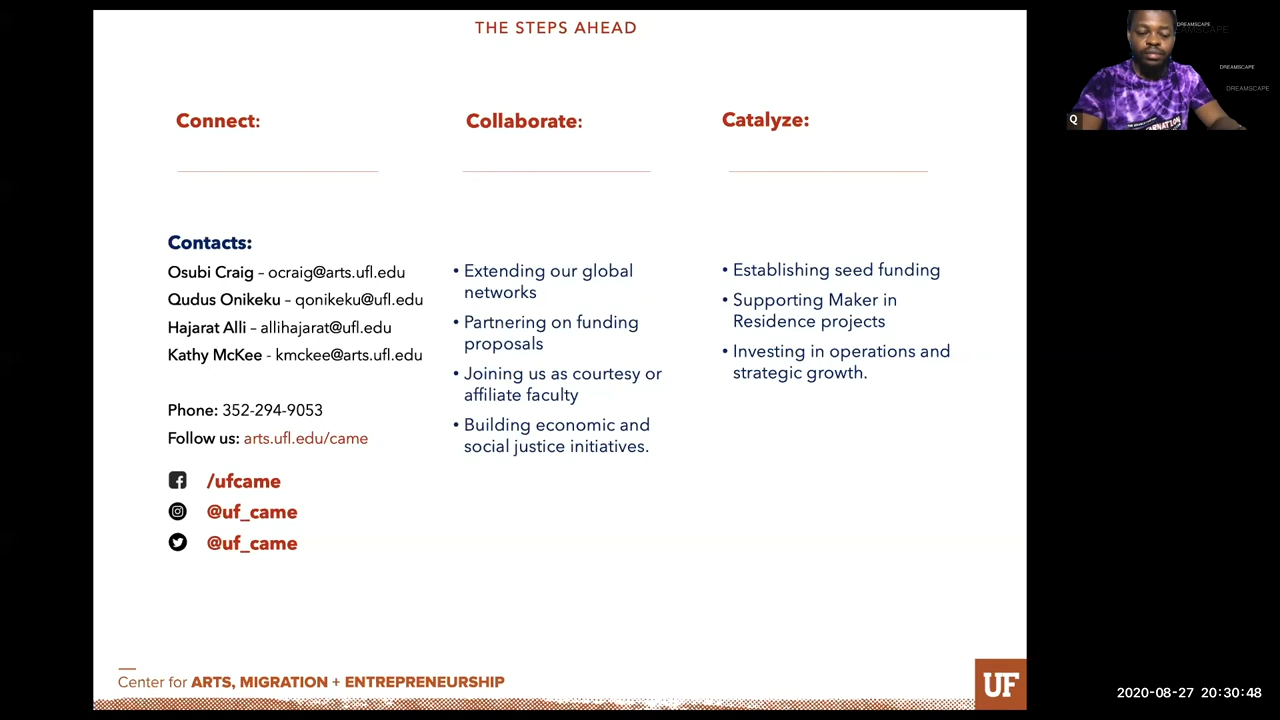 THE STEPS AHEAD
Connect:
Contacts:
Osubi Craig – ocraig@arts.ufl.edu
Qudus Onikeku – qonikeku@ufl.edu
Hajarat Alli – allihajarat@ufl.edu
Kathy McKee - kmckee@arts.ufl.edu
Phone: 352-294-9053
Follow us: arts.ufl.edu/came
/ufcame
@uf_came
@uf_came
Collaborate:
• Extending our global
networks
• Partnering on funding
proposals
• Joining us as courtesy or
affiliate faculty
• Building economic and
social justice initiatives.
Catalyze:
• Establishing seed funding
• Supporting Maker in
Residence projects
• Investing in operations and
strategic growth.
Center for ARTS, MIGRATION + ENTREPRENEURSHIP
UF
DREAMSCAPE
DREAMSCAPE
DREAMSCAPE
Q
2020-08-27 20:30:48